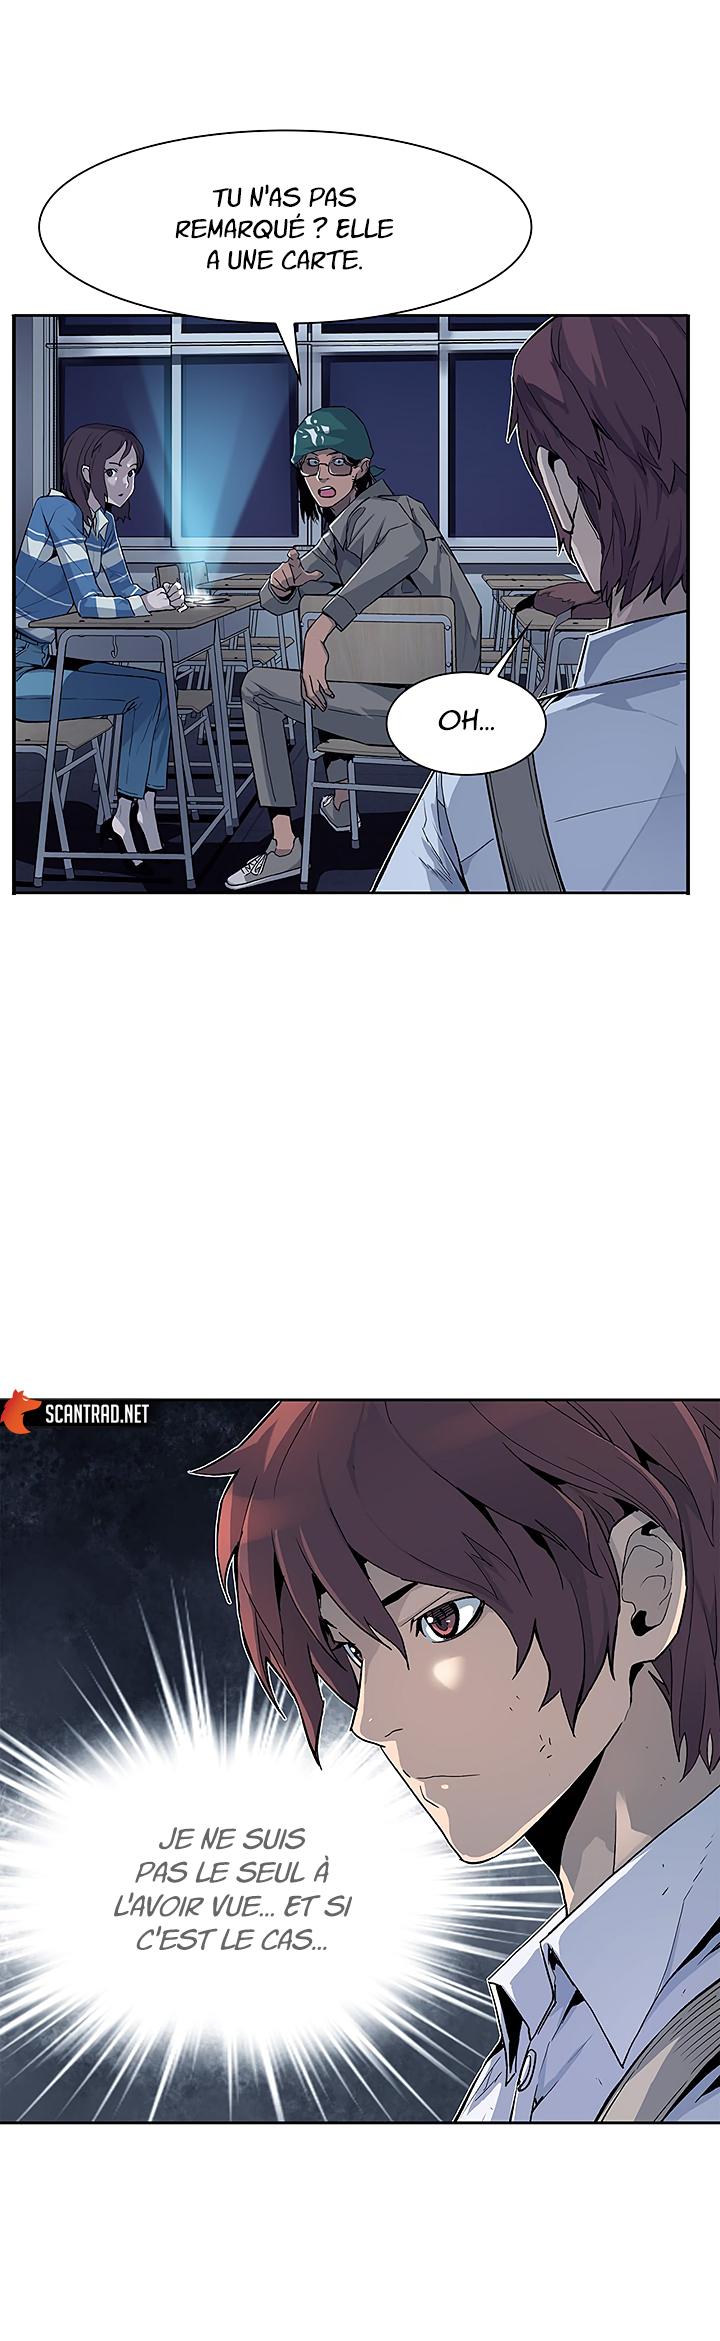 TU N'AS PAS
REMARQUÉ ? ELLE
A UNE CARTE.
OH...
SCANTRAD.NET
JE NE SUIS
PAS LE SEUL À
L'AVOIR VUE... ET SI
C'EST LE CAS...